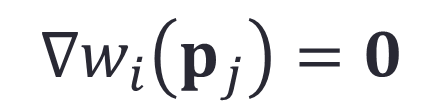 ∇wᵢ(𝐩ⱼ) = 𝟎